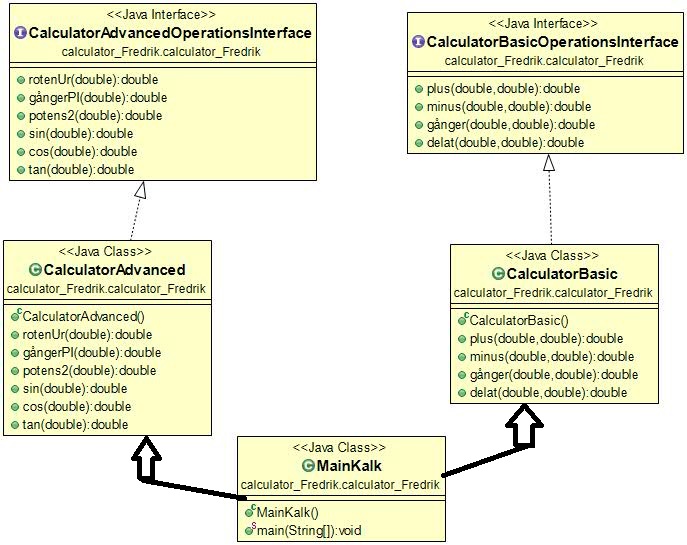 <<Java Interface>>
CalculatorAdvancedOperationsInterface
calculator_Fredrik.calculator_Fredrik
rotenUr(double):double
gångerPI(double):double
potens2(double):double
sin(double):double
cos(double):double
tan(double):double
<<Java Interface>>
CalculatorBasicOperationsInterface
calculator_Fredrik.calculator_Fredrik
plus(double,double):double
minus(double,double):double
gånger(double,double):double
delat(double,double):double
<<Java Class>>
CalculatorAdvanced
calculator_Fredrik.calculator_Fredrik
CalculatorAdvanced()
rotenUr(double):double
gångerPI(double):double
potens2(double):double
sin(double):double
cos(double):double
tan(double):double
<<Java Class>>
CalculatorBasic
calculator_Fredrik.calculator_Fredrik
CalculatorBasic()
plus(double,double):double
minus(double,double):double
gånger(double,double):double
delat(double,double):double
<<Java Class>>
MainKalk
calculator_Fredrik.calculator_Fredrik
MainKalk()
main(String[]):void